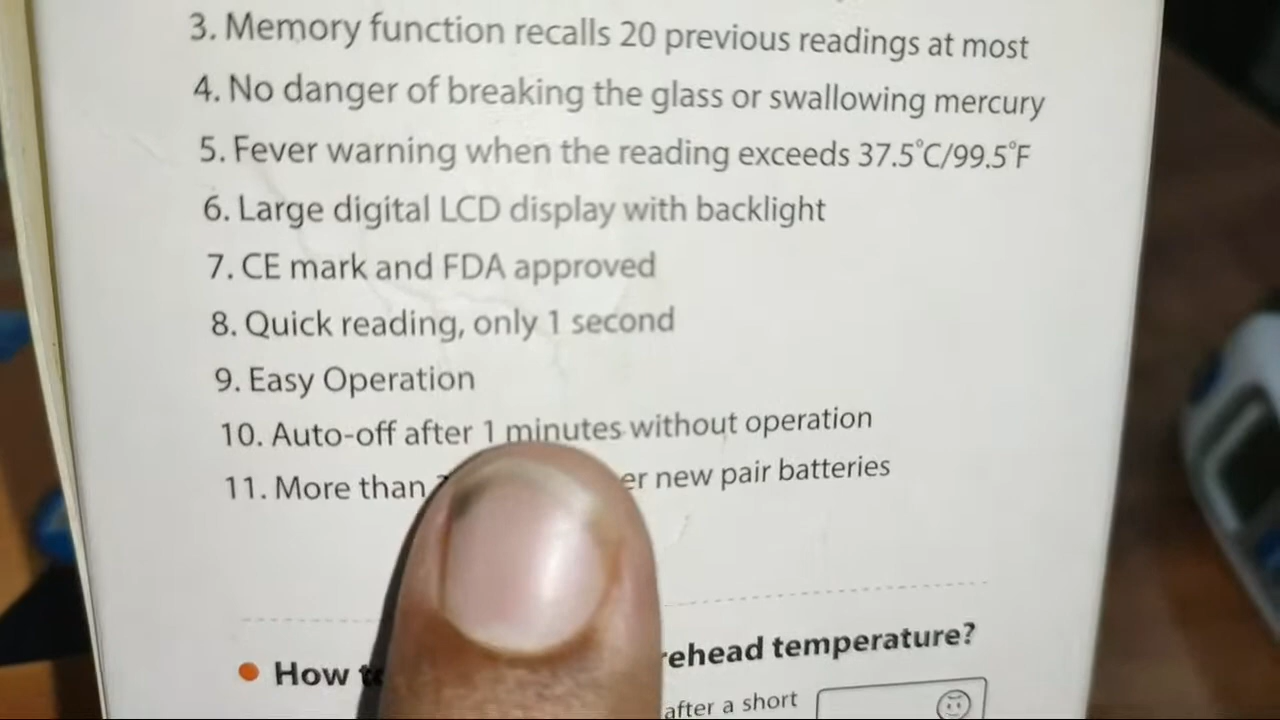 3. Memory function recalls 20 previous readings at most
4. No danger of breaking the glass or swallowing mercury
5. Fever warning when the reading exceeds 37.5°C/99.5°F
6. Large digital LCD display with backlight
7. CE mark and FDA approved
8. Quick reading, only 1 second
9. Easy Operation
10. Auto-off after 1 minutes without operation
11. More than new pair batteries
How temperature?
after a short